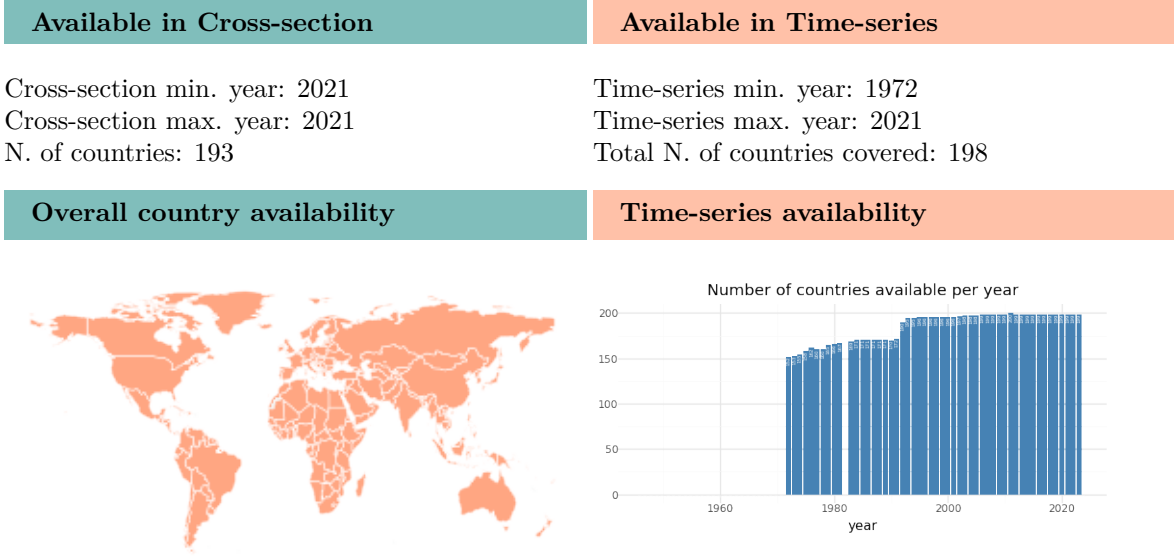 Available in Cross-section
Available in Time-series
Cross-section min. year: 2021
Cross-section max. year: 2021
N. of countries: 193
Time-series min. year: 1972
Time-series max. year: 2021
Total N. of countries covered: 198
Overall country availability
Time-series availability
Number of countries available per year
200
150
100
50
0
1960 1980 2000 2020
year